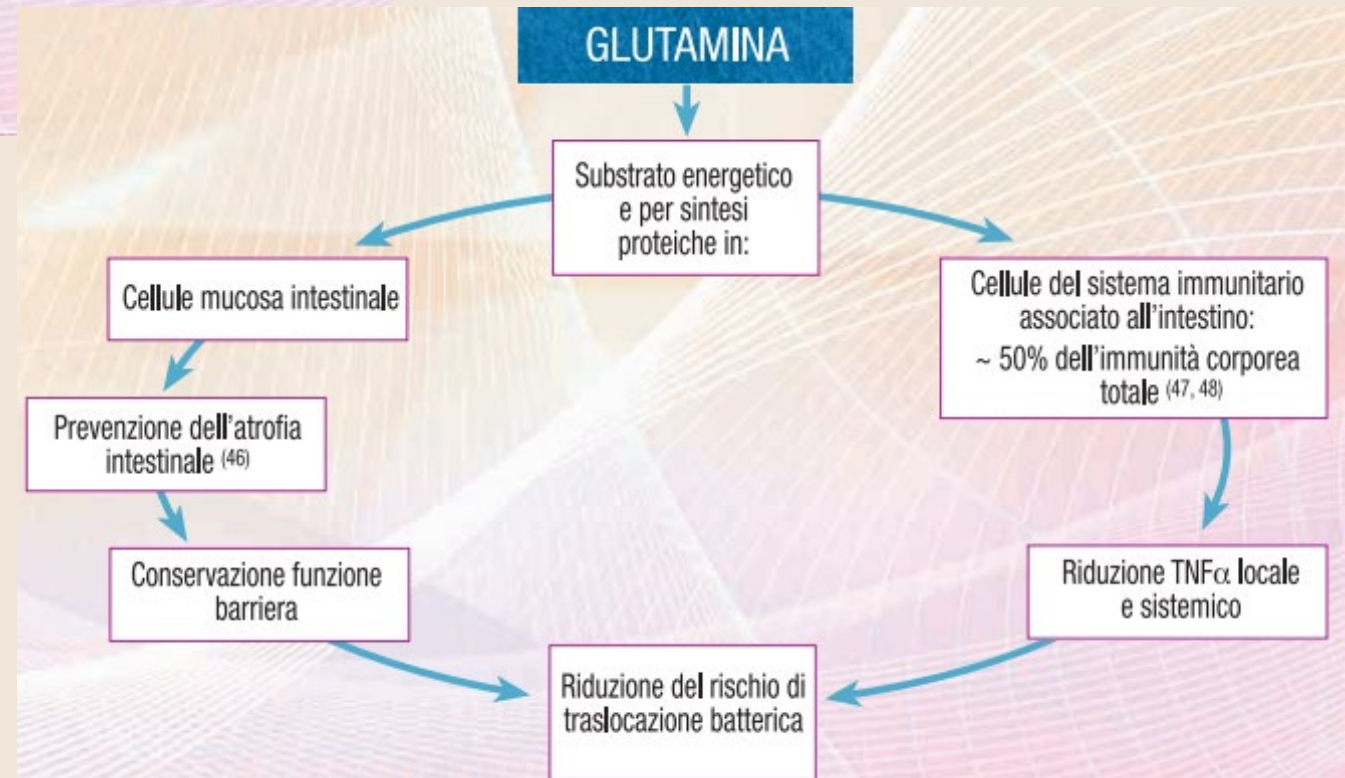 GLUTAMINA
Substrato energetico
e per sintesi
proteiche in:
Cellule mucosa intestinale
Cellule del sistema immunitario
associato all'intestino:
~ 50% dell'immunità corporea
totale (47, 48)
Prevenzione dell'atrofia
intestinale (46)
Conservazione funzione
barriera
Riduzione TNFα locale
e sistemico
Riduzione del rischio di
traslocazione batterica